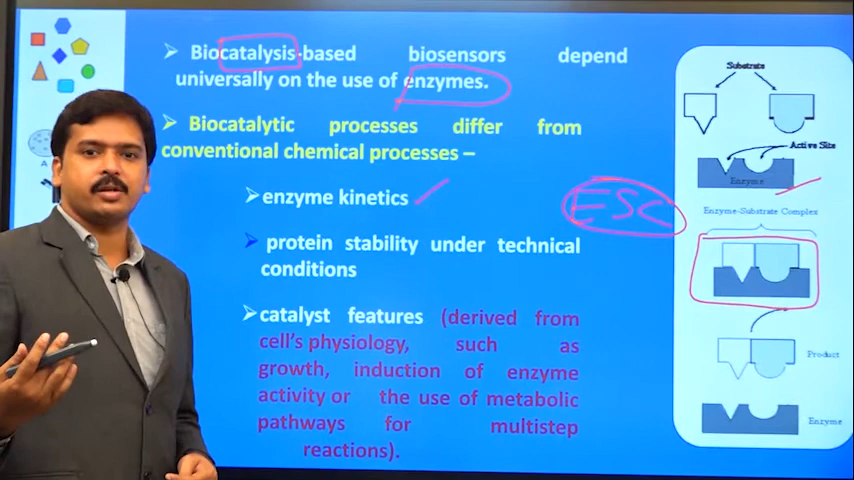 Biocatalysis-based biosensors depend
universally on the use of enzymes.
Biocatalytic processes differ from
conventional chemical processes –
enzyme kinetics
protein stability under technical
conditions
catalyst features (derived from
cell's physiology, such as
growth, induction of enzyme
activity or the use of metabolic
pathways for multistep
reactions).
ESC
A
Substrate
Active Site
Enzyme
Enzyme-Substrate Complex
Product
Enzyme